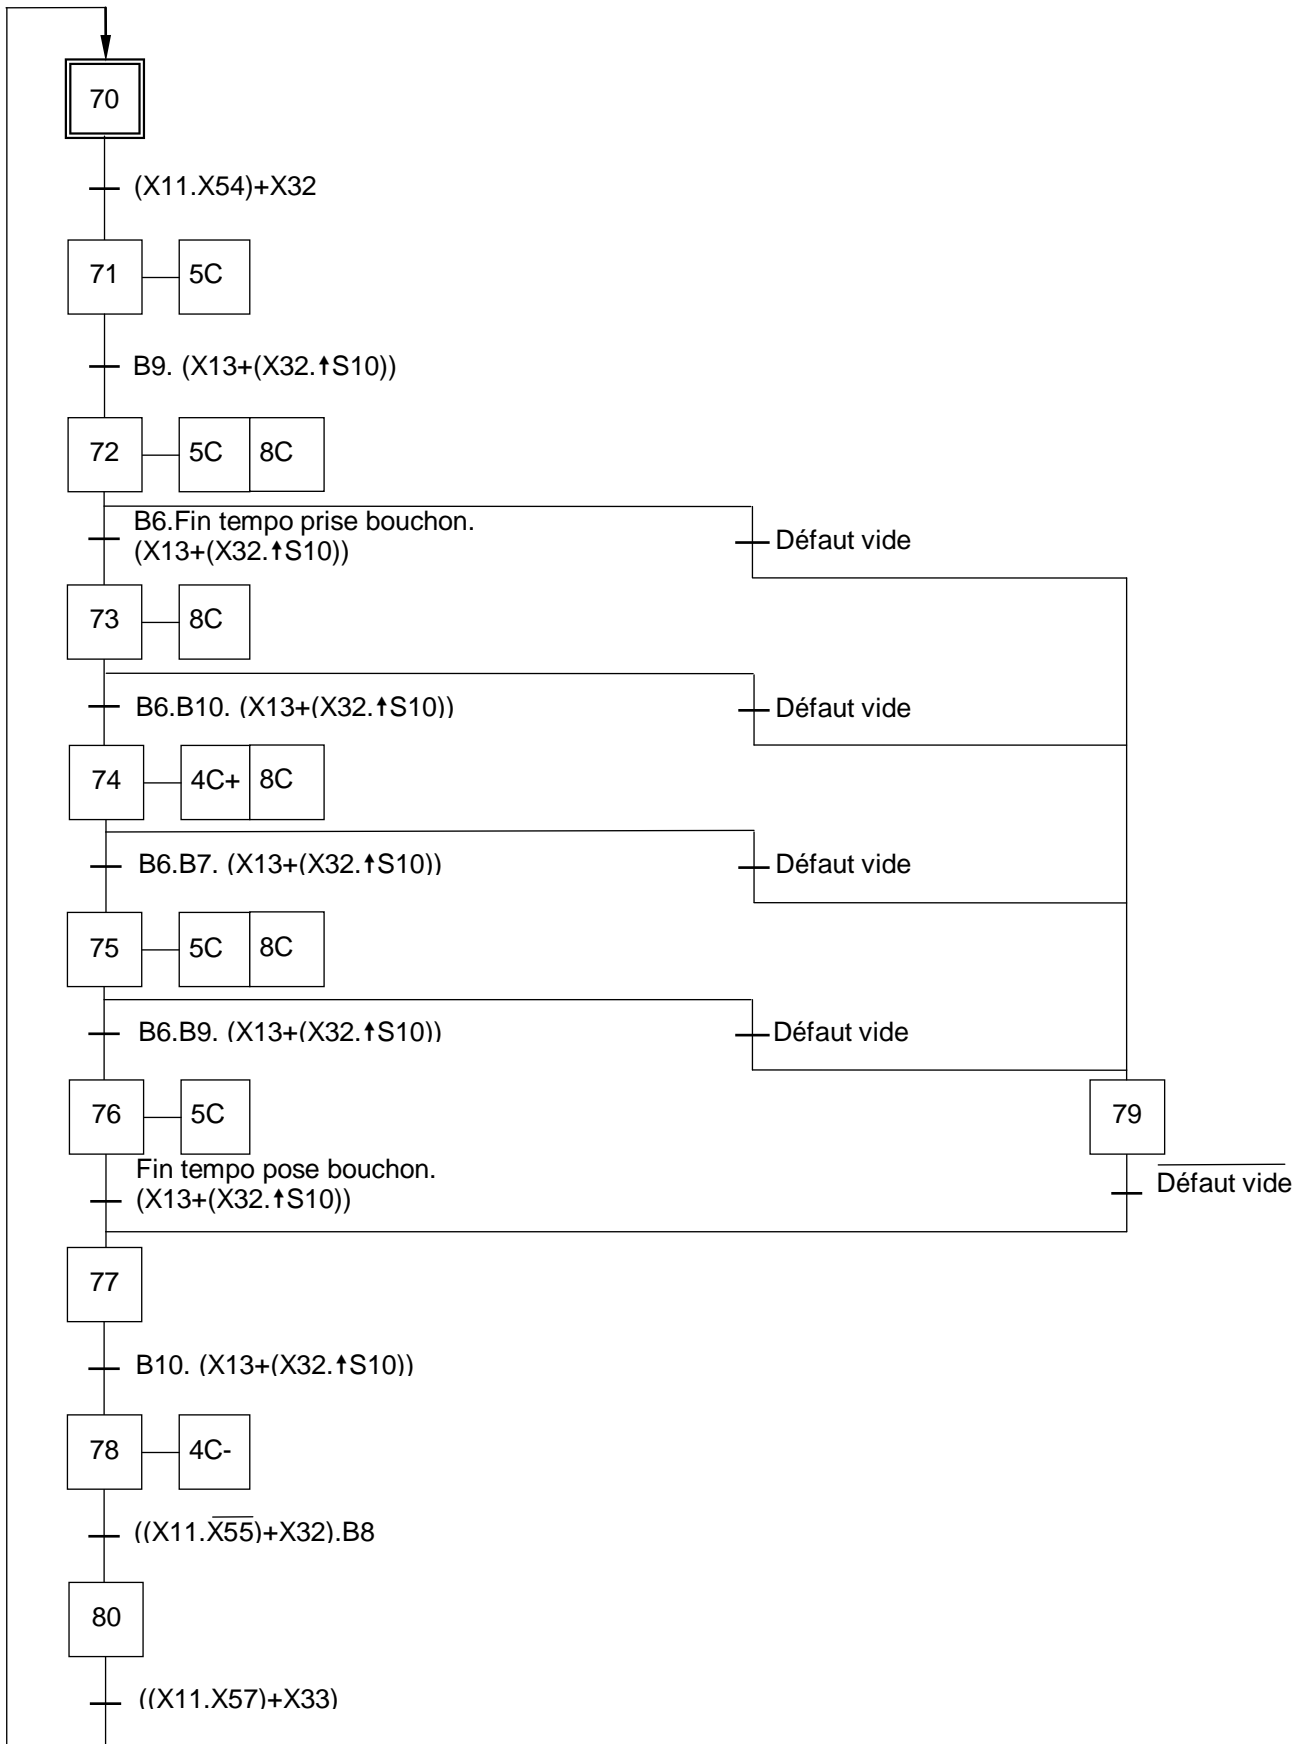 70
(X11.X54)+X32
71
5C
B9. (X13+(X32.↑S10))
72
5C
8C
B6.Fin tempo prise bouchon.
(X13+(X32.↑S10))
Défaut vide
73
8C
B6.B10. (X13+(X32.↑S10))
Défaut vide
74
4C+
8C
B6.B7. (X13+(X32.↑S10))
Défaut vide
75
5C
8C
B6.B9. (X13+(X32.↑S10))
Défaut vide
76
5C
79
Fin tempo pose bouchon.
(X13+(X32.↑S10))
Défaut vide
77
B10. (X13+(X32.↑S10))
78
4C-
((X11.X̅5̅5̅)+X32).B8
80
((X11.X57)+X33)